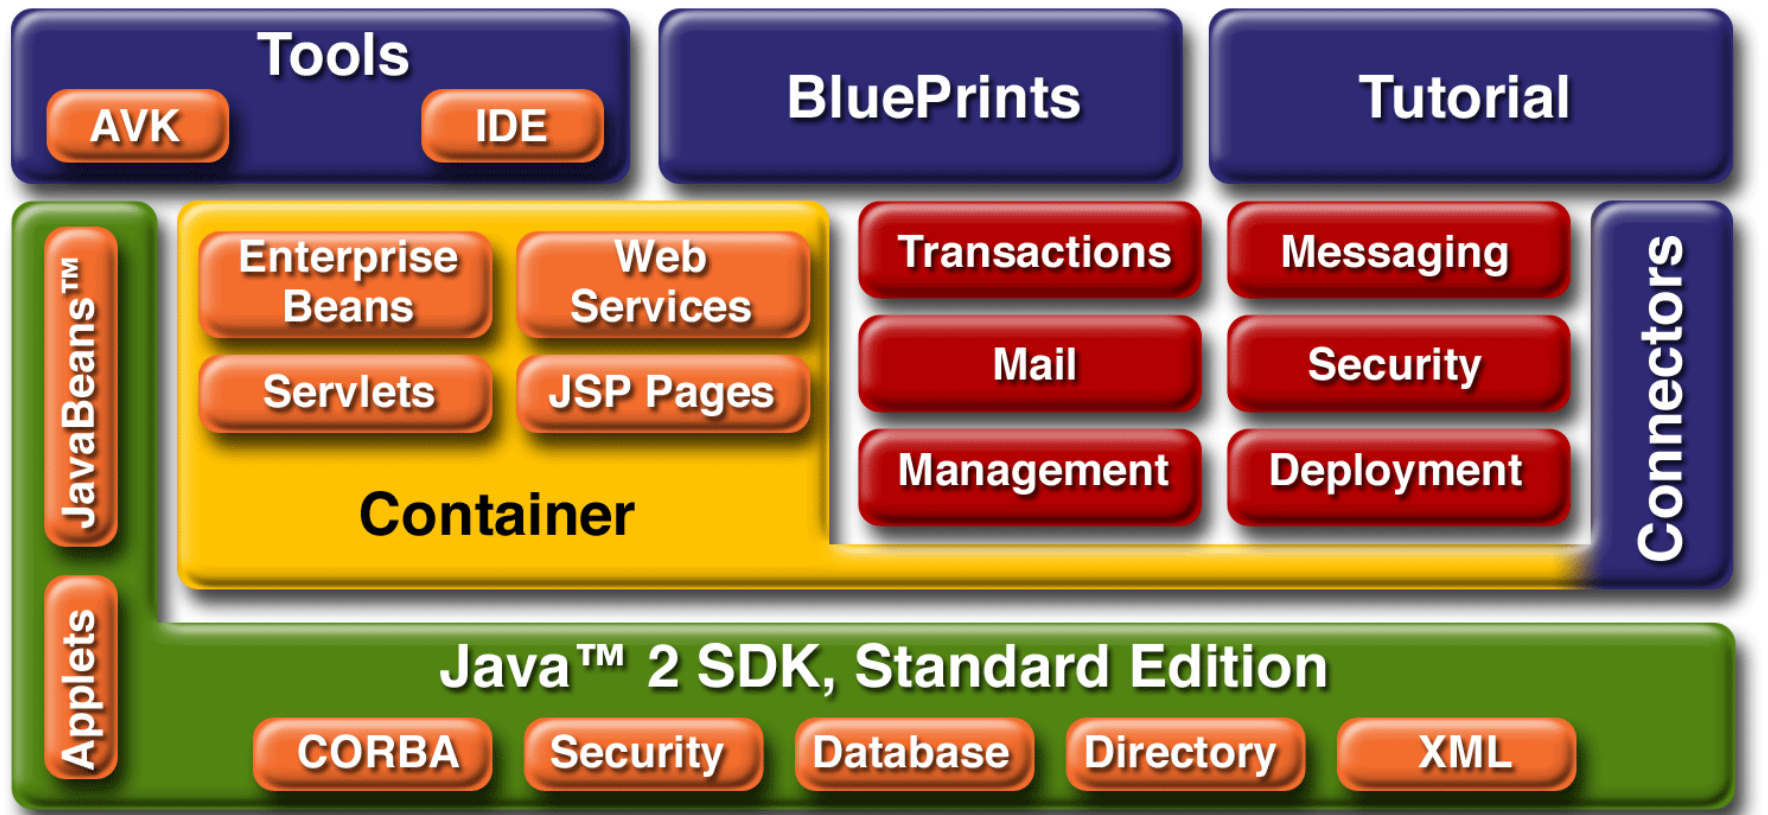 Tools
AVK
IDE
BluePrints
Tutorial
JavaBeans™
Applets
Enterprise
Beans
Web
Services
Servlets
JSP Pages
Container
Transactions
Messaging
Mail
Security
Management
Deployment
Connectors
Java™ 2 SDK, Standard Edition
CORBA
Security
Database
Directory
XML